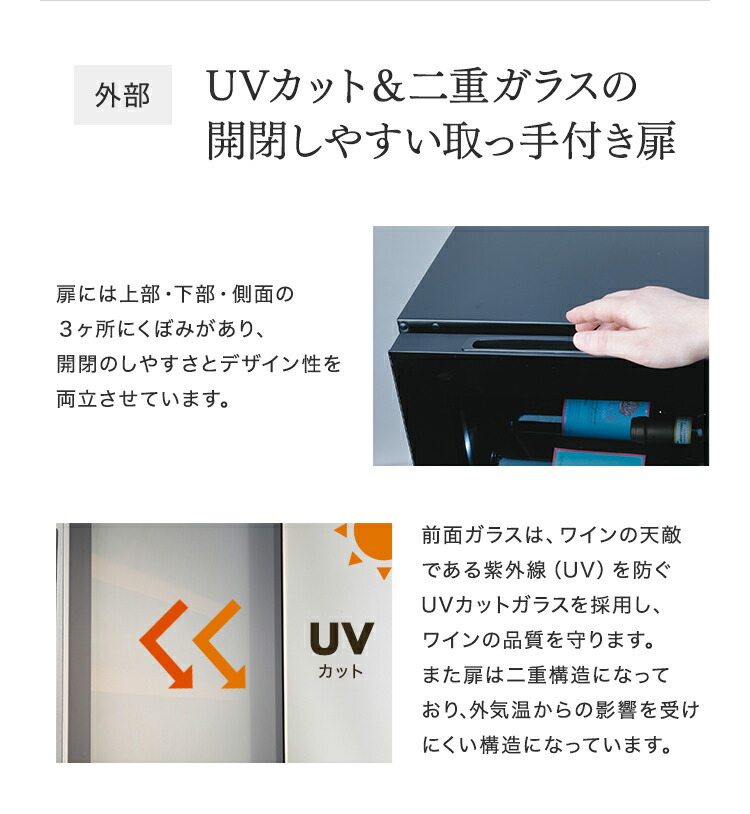 外部
UVカット＆二重ガラスの
開閉しやすい取っ手付き扉
扉には上部・下部・側面の
３ヶ所にくぼみがあり、
開閉のしやすさとデザイン性を
両立させています。
UV
カット
前面ガラスは、ワインの天敵
である紫外線（UV）を防ぐ
UVカットガラスを採用し、
ワインの品質を守ります。
また扉は二重構造になって
おり、外気温からの影響を受け
にくい構造になっています。